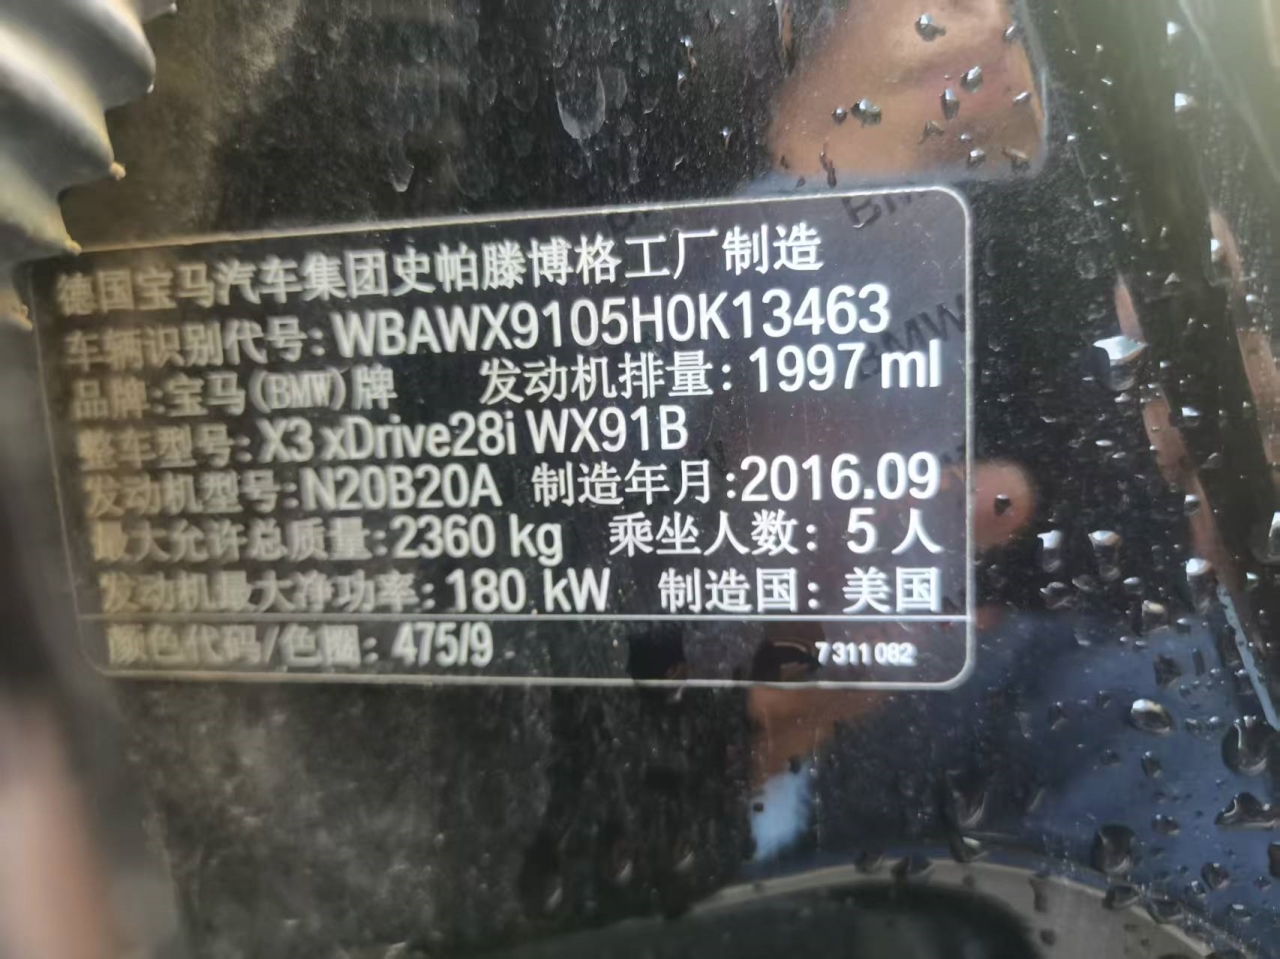 德国宝马汽车集团史帕滕博格工厂制造
车辆识别代号:WBAWX9105H0K13463
品牌:宝马(BMW)牌 发动机排量:1997 ml
整车型号:X3 xDrive28i WX91B
发动机型号:N20B20A 制造年月:2016.09
最大允许总质量:2360 kg 乘坐人数:5人
发动机最大净功率:180 kW 制造国:美国
颜色代码/色圈:475/9 7 311 082
BMW
BMW